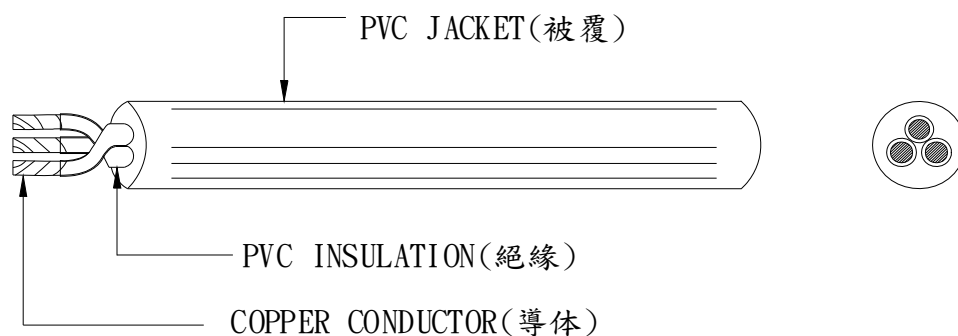 PVC JACKET(被覆)
PVC INSULATION(絕緣)
COPPER CONDUCTOR(導体)